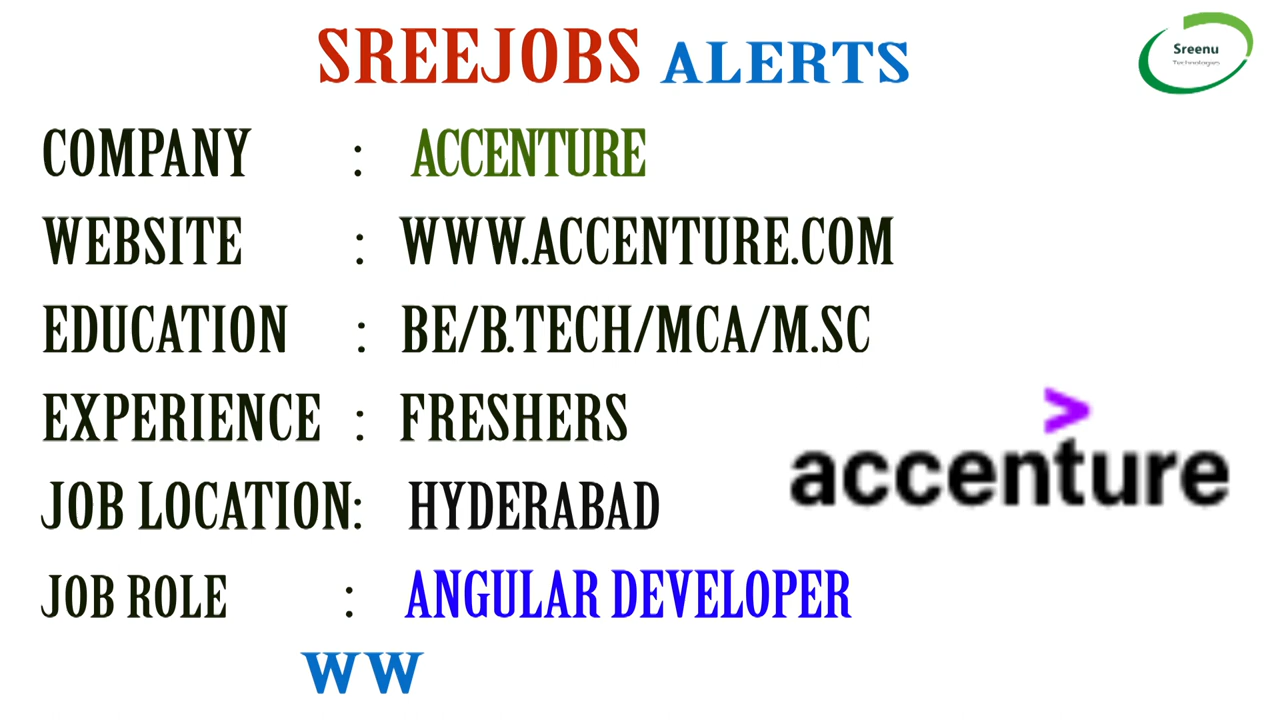 SREEJOBS ALERTS
Sreenu
Technologies
COMPANY : ACCENTURE
WEBSITE : WWW.ACCENTURE.COM
EDUCATION : BE/B.TECH/MCA/M.SC
EXPERIENCE : FRESHERS
JOB LOCATION: HYDERABAD
JOB ROLE : ANGULAR DEVELOPER
>
accenture
WW